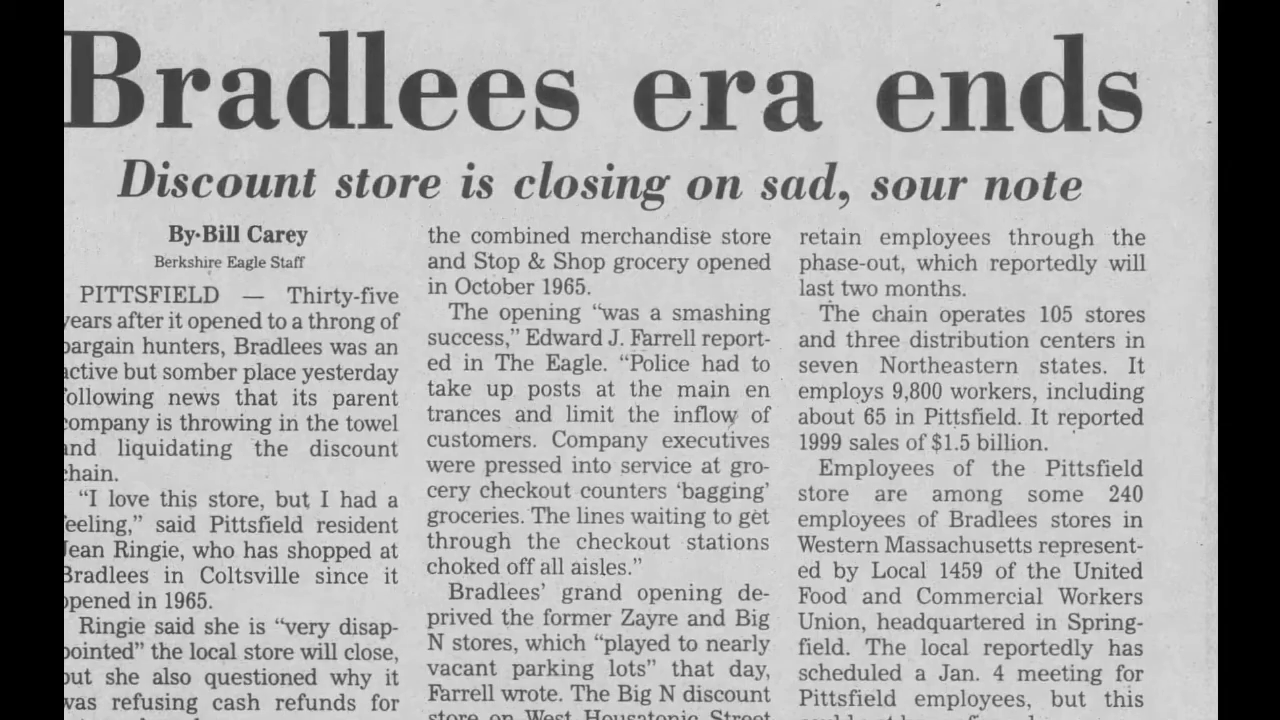 Bradlees era ends
Discount store is closing on sad, sour note
By Bill Carey
Berkshire Eagle Staff
PITTSFIELD — Thirty-five
years after it opened to a throng of
bargain hunters, Bradlees was an
active but somber place yesterday
following news that its parent
company is throwing in the towel
and liquidating the discount
chain.
“I love this store, but I had a
feeling,” said Pittsfield resident
Jean Ringie, who has shopped at
Bradlees in Coltsville since it
opened in 1965.
Ringie said she is “very disap-
pointed” the local store will close,
but she also questioned why it
was refusing cash refunds for
the combined merchandise store
and Stop & Shop grocery opened
in October 1965.
The opening “was a smashing
success,” Edward J. Farrell report-
ed in The Eagle. “Police had to
take up posts at the main en
trances and limit the inflow of
customers. Company executives
were pressed into service at gro-
cery checkout counters ‘bagging’
groceries. The lines waiting to get
through the checkout stations
choked off all aisles.”
Bradlees’ grand opening de-
prived the former Zayre and Big
N stores, which “played to nearly
vacant parking lots” that day,
Farrell wrote. The Big N discount
store on West Housatonic Street
retain employees through the
phase-out, which reportedly will
last two months.
The chain operates 105 stores
and three distribution centers in
seven Northeastern states. It
employs 9,800 workers, including
about 65 in Pittsfield. It reported
1999 sales of $1.5 billion.
Employees of the Pittsfield
store are among some 240
employees of Bradlees stores in
Western Massachusetts represent-
ed by Local 1459 of the United
Food and Commercial Workers
Union, headquartered in Spring-
field. The local reportedly has
scheduled a Jan. 4 meeting for
Pittsfield employees, but this